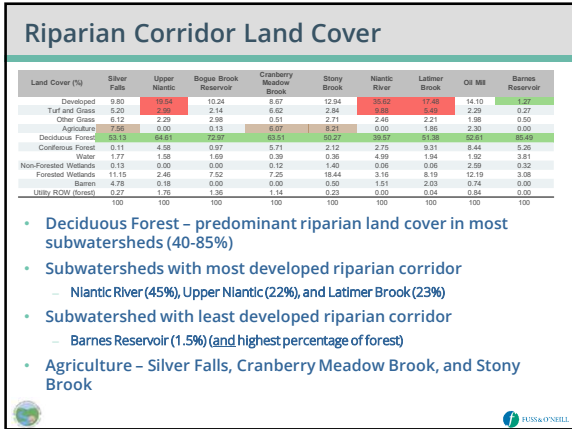 Riparian Corridor Land Cover
Land Cover (%) Silver Falls Upper Niantic Bogue Brook Reservoir Cranberry Meadow Brook Stony Brook Niantic River Latimer Brook Oil Mill Barnes Reservoir
Developed 9.80 19.54 10.24 8.67 12.94 35.62 17.48 14.10 1.27
Turf and Grass 5.20 2.99 2.14 6.62 2.84 9.88 5.49 2.29 0.27
Other Grass 6.12 2.29 2.98 0.51 2.71 2.46 2.21 1.98 0.50
Agriculture 7.56 0.00 0.13 6.07 8.21 0.00 1.86 2.30 0.00
Deciduous Forest 53.13 64.61 72.97 63.51 50.27 39.57 51.38 52.61 85.49
Coniferous Forest 0.11 4.58 0.97 5.71 2.12 2.75 9.31 8.44 5.26
Water 1.77 1.58 1.69 0.39 0.36 4.99 1.94 1.92 3.81
Non-Forested Wetlands 0.13 0.00 0.00 0.12 1.40 0.06 0.06 2.59 0.32
Forested Wetlands 11.15 2.46 7.52 7.25 18.44 3.16 8.19 12.19 3.08
Barren 4.78 0.18 0.00 0.00 0.50 1.51 2.03 0.74 0.00
Utility ROW (forest) 0.27 1.76 1.36 1.14 0.23 0.00 0.04 0.84 0.00
100 100 100 100 100 100 100 100 100
• Deciduous Forest – predominant riparian land cover in most
subwatersheds (40-85%)
• Subwatersheds with most developed riparian corridor
– Niantic River (45%), Upper Niantic (22%), and Latimer Brook (23%)
• Subwatershed with least developed riparian corridor
– Barnes Reservoir (1.5%) (and highest percentage of forest)
• Agriculture – Silver Falls, Cranberry Meadow Brook, and Stony
Brook
FUSS & O'NEILL